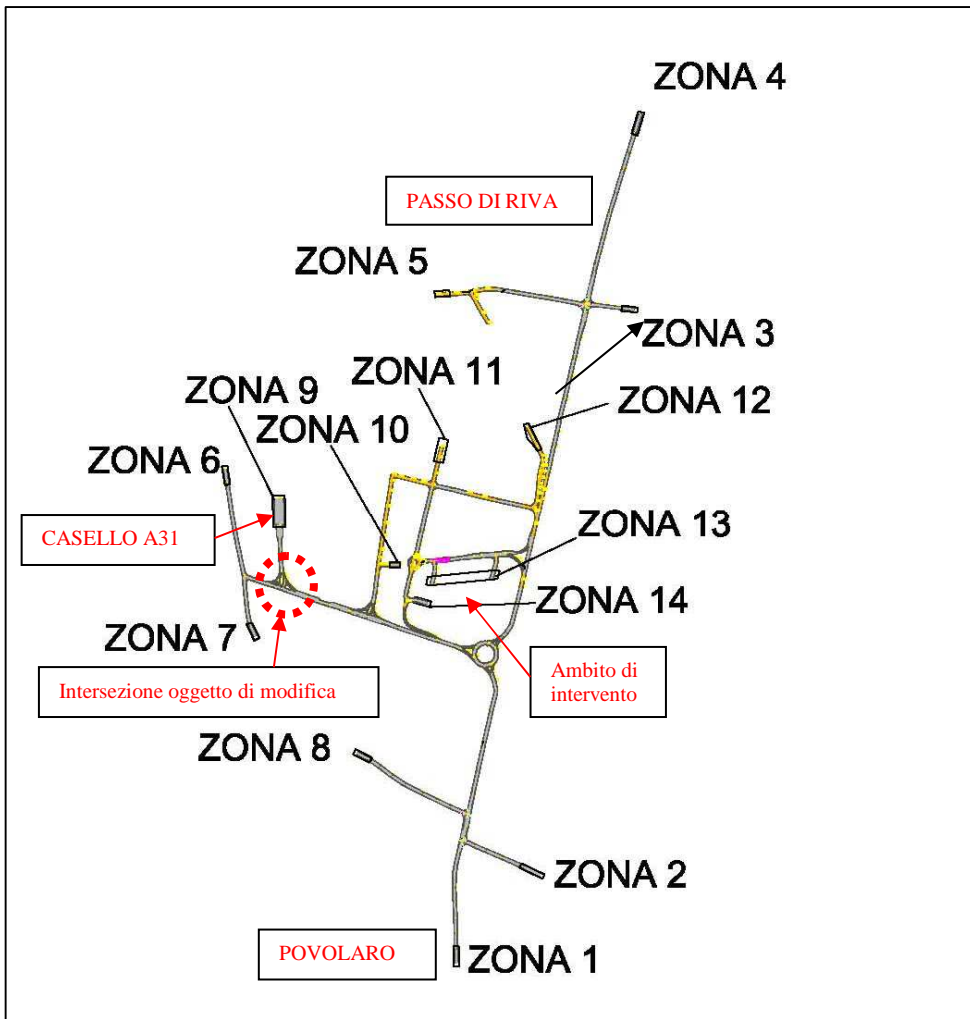 ZONA 4
PASSO DI RIVA
ZONA 5
ZONA 3
ZONA 11
ZONA 9
ZONA 12
ZONA 10
ZONA 6
CASELLO A31
ZONA 13
ZONA 14
ZONA 7
Intersezione oggetto di modifica
Ambito di
intervento
ZONA 8
ZONA 2
POVOLARO
ZONA 1